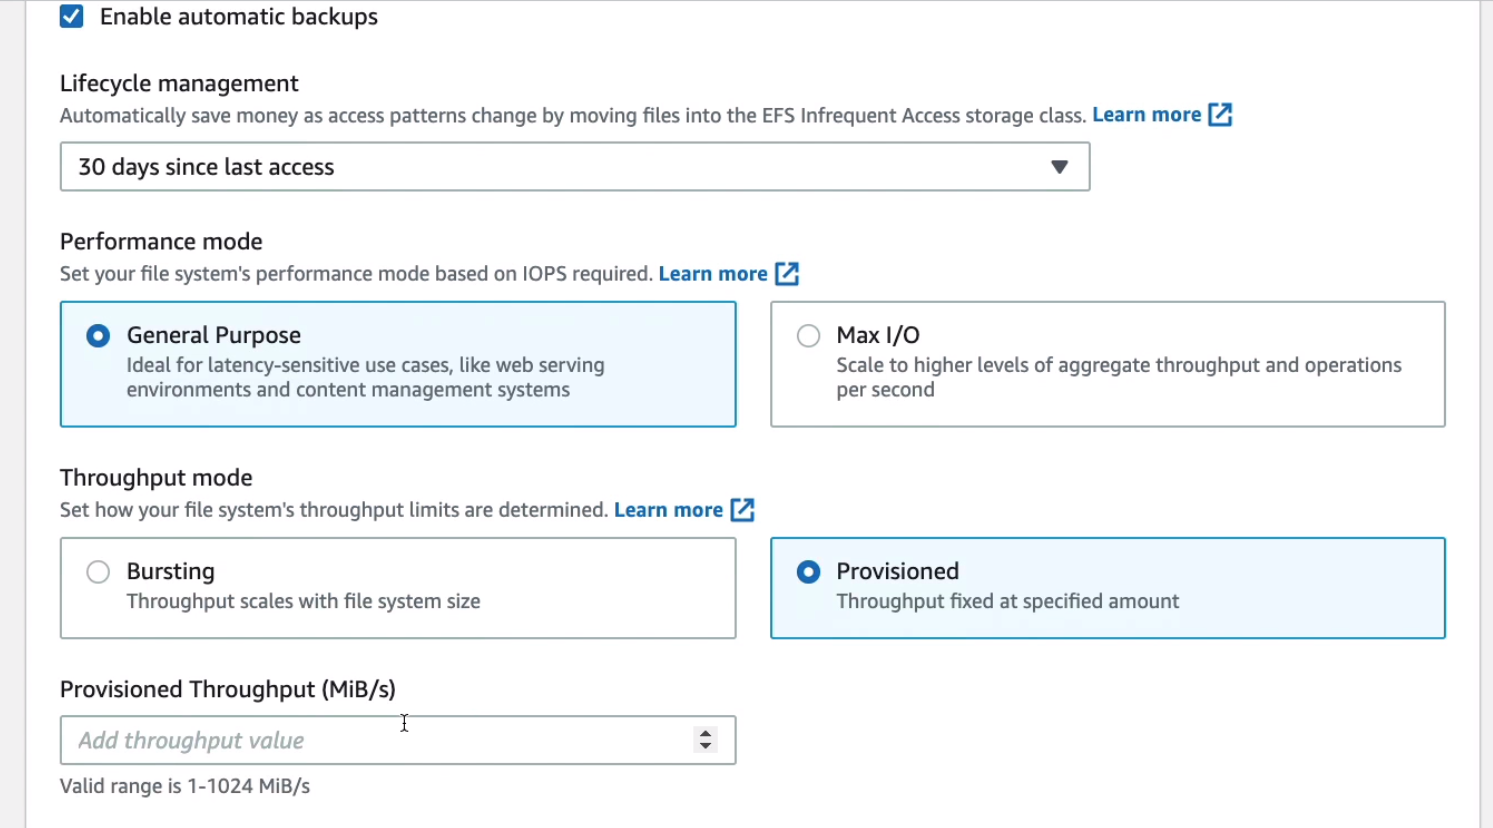 Enable automatic backups
Lifecycle management
Automatically save money as access patterns change by moving files into the EFS Infrequent Access storage class. Learn more
30 days since last access
Performance mode
Set your file system's performance mode based on IOPS required. Learn more
General Purpose
Ideal for latency-sensitive use cases, like web serving
environments and content management systems
Max I/O
Scale to higher levels of aggregate throughput and operations
per second
Throughput mode
Set how your file system's throughput limits are determined. Learn more
Bursting
Throughput scales with file system size
Provisioned
Throughput fixed at specified amount
Provisioned Throughput (MiB/s)
Add throughput value
Valid range is 1-1024 MiB/s